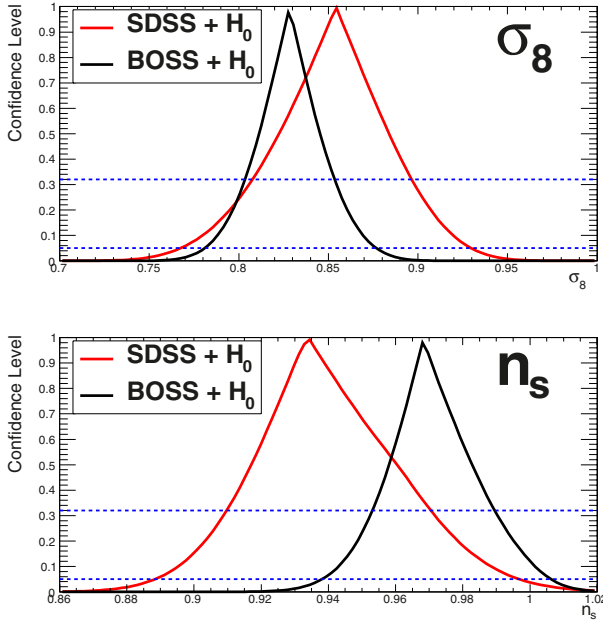 Confidence Level
1
0.9
0.8
0.7
0.6
0.5
0.4
0.3
0.2
0.1
0
SDSS + H₀
BOSS + H₀
σ₈
0.7 0.75 0.8 0.85 0.9 0.95 1
σ₈
Confidence Level
1
0.9
0.8
0.7
0.6
0.5
0.4
0.3
0.2
0.1
0
SDSS + H₀
BOSS + H₀
nₛ
0.86 0.88 0.9 0.92 0.94 0.96 0.98 1 1.02
nₛ